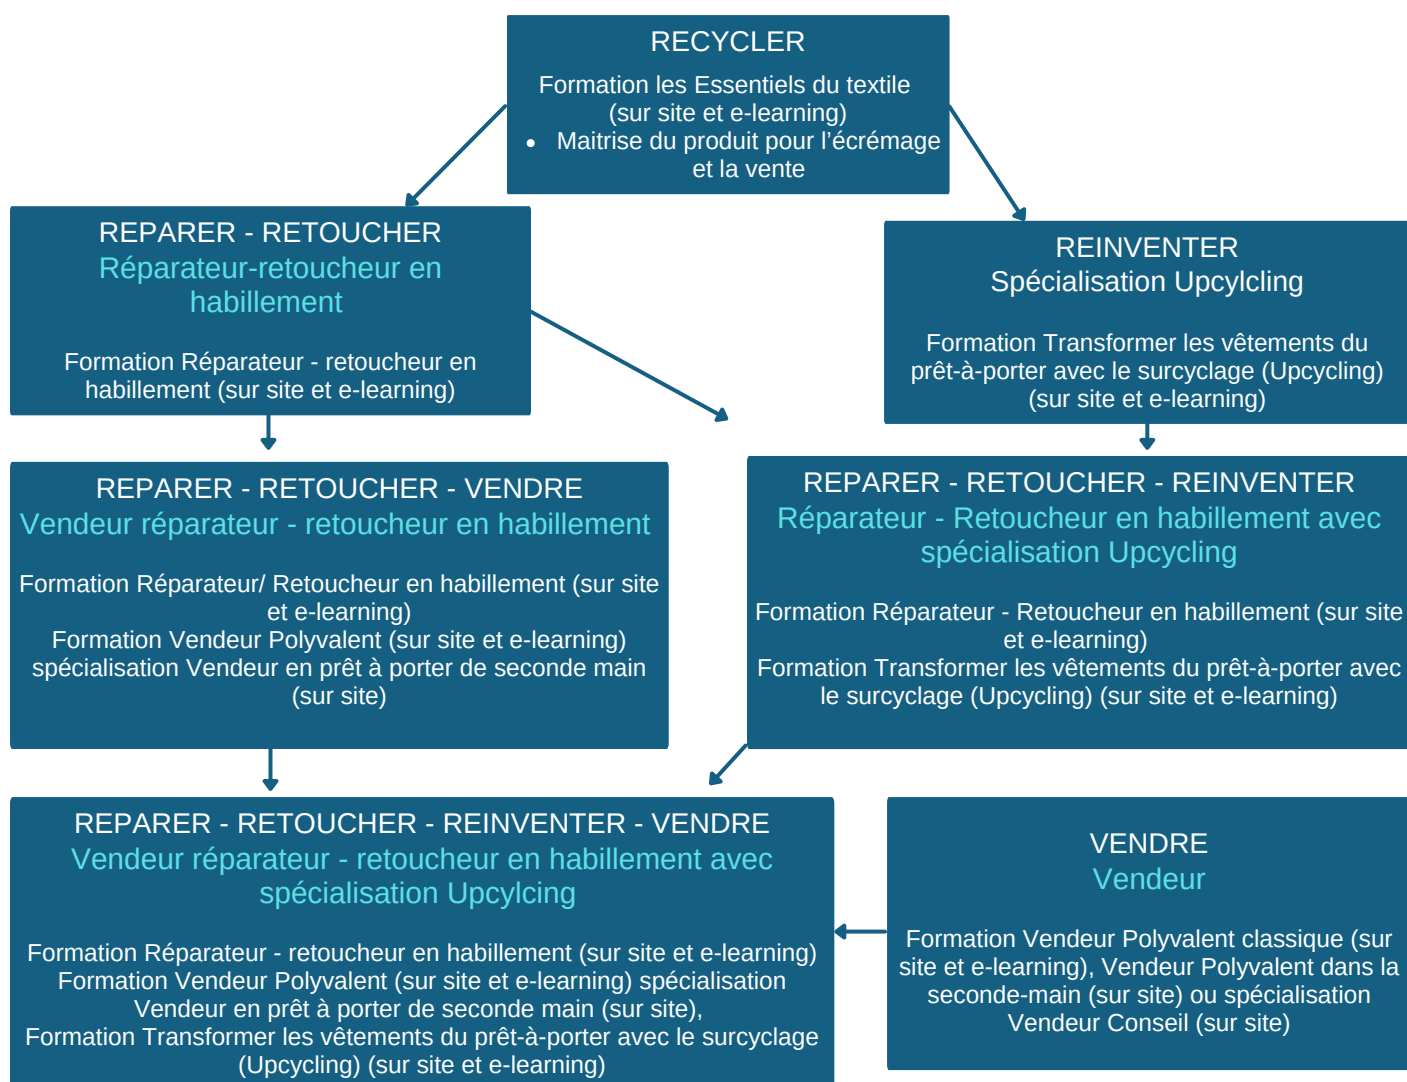 RECYCLER
Formation les Essentiels du textile
(sur site et e-learning)
• Maitrise du produit pour l'écrémage
et la vente
REPARER - RETOUCHER
Réparateur-retoucheur en
habillement
Formation Réparateur - retoucheur en
habillement (sur site et e-learning)
REINVENTER
Spécialisation Upcylcling
Formation Transformer les vêtements du
prêt-à-porter avec le surcyclage (Upcycling)
(sur site et e-learning)
REPARER - RETOUCHER - VENDRE
Vendeur réparateur - retoucheur en habillement
Formation Réparateur/ Retoucheur en habillement (sur site
et e-learning)
Formation Vendeur Polyvalent (sur site et e-learning)
spécialisation Vendeur en prêt à porter de seconde main
(sur site)
REPARER - RETOUCHER - REINVENTER
Réparateur - Retoucheur en habillement avec
spécialisation Upcycling
Formation Réparateur - Retoucheur en habillement (sur site
et e-learning)
Formation Transformer les vêtements du prêt-à-porter avec
le surcyclage (Upcycling) (sur site et e-learning)
REPARER - RETOUCHER - REINVENTER - VENDRE
Vendeur réparateur - retoucheur en habillement avec
spécialisation Upcylcing
Formation Réparateur - retoucheur en habillement (sur site et e-learning)
Formation Vendeur Polyvalent (sur site et e-learning) spécialisation
Vendeur en prêt à porter de seconde main (sur site),
Formation Transformer les vêtements du prêt-à-porter avec le surcyclage
(Upcycling) (sur site et e-learning)
VENDRE
Vendeur
Formation Vendeur Polyvalent classique (sur
site et e-learning), Vendeur Polyvalent dans la
seconde-main (sur site) ou spécialisation
Vendeur Conseil (sur site)